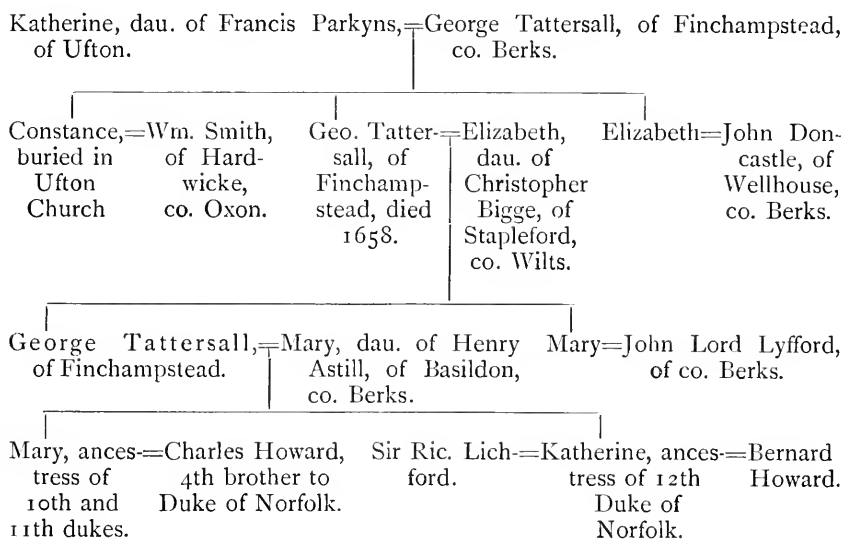 Katherine, dau. of Francis Parkyns,=George Tattersall, of Finchampstead,
of Ufton. co. Berks.
Constance,=Wm. Smith, Geo. Tatter-=Elizabeth, Elizabeth=John Don-
buried in of Hard- sall, of dau. of castle, of
Ufton wicke, Finchamp- Christopher Wellhouse,
Church co. Oxon. stead, died Bigge, of co. Berks.
1658. Stapleford,
co. Wilts.
George Tattersall,=Mary, dau. of Henry Mary=John Lord Lyfford,
of Finchampstead. Astill, of Basildon, of co. Berks.
co. Berks.
Mary, ances-=Charles Howard, Sir Ric. Lich-=Katherine, ances-=Bernard
tress of 4th brother to ford. tress of 12th Howard.
10th and Duke of Norfolk. Duke of
11th dukes. Norfolk.